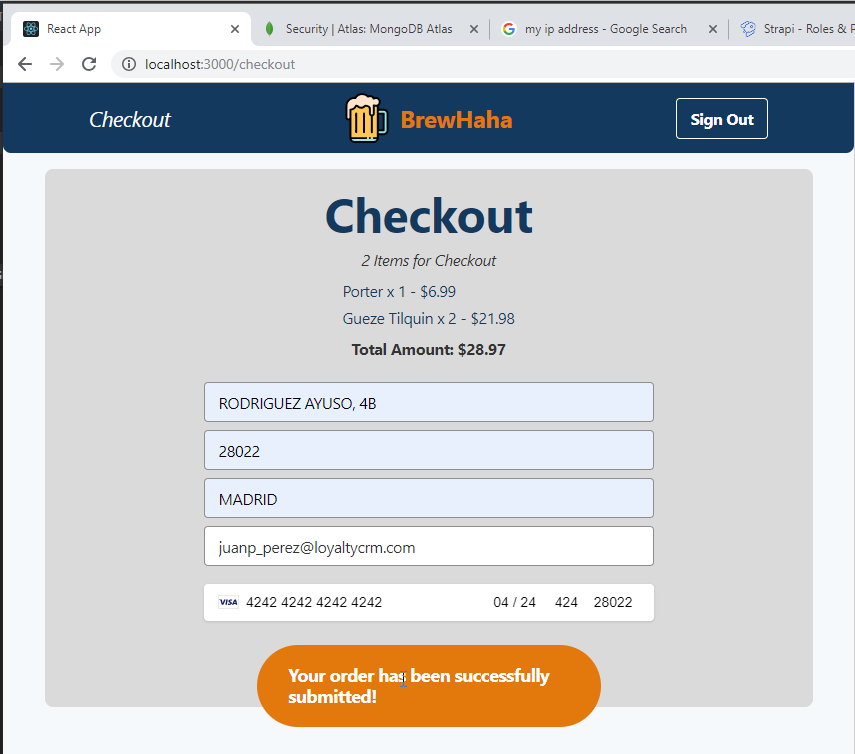 React App
Security | Atlas: MongoDB Atlas
my ip address - Google Search
Strapi - Roles & P
localhost:3000/checkout
Checkout
BrewHaha
Sign Out
Checkout
2 Items for Checkout
Porter x 1 - $6.99
Gueze Tilquin x 2 - $21.98
Total Amount: $28.97
RODRIGUEZ AYUSO, 4B
28022
MADRID
juanp_perez@loyaltycrm.com
VISA 4242 4242 4242 4242 04 / 24 424 28022
Your order has been successfully
submitted!